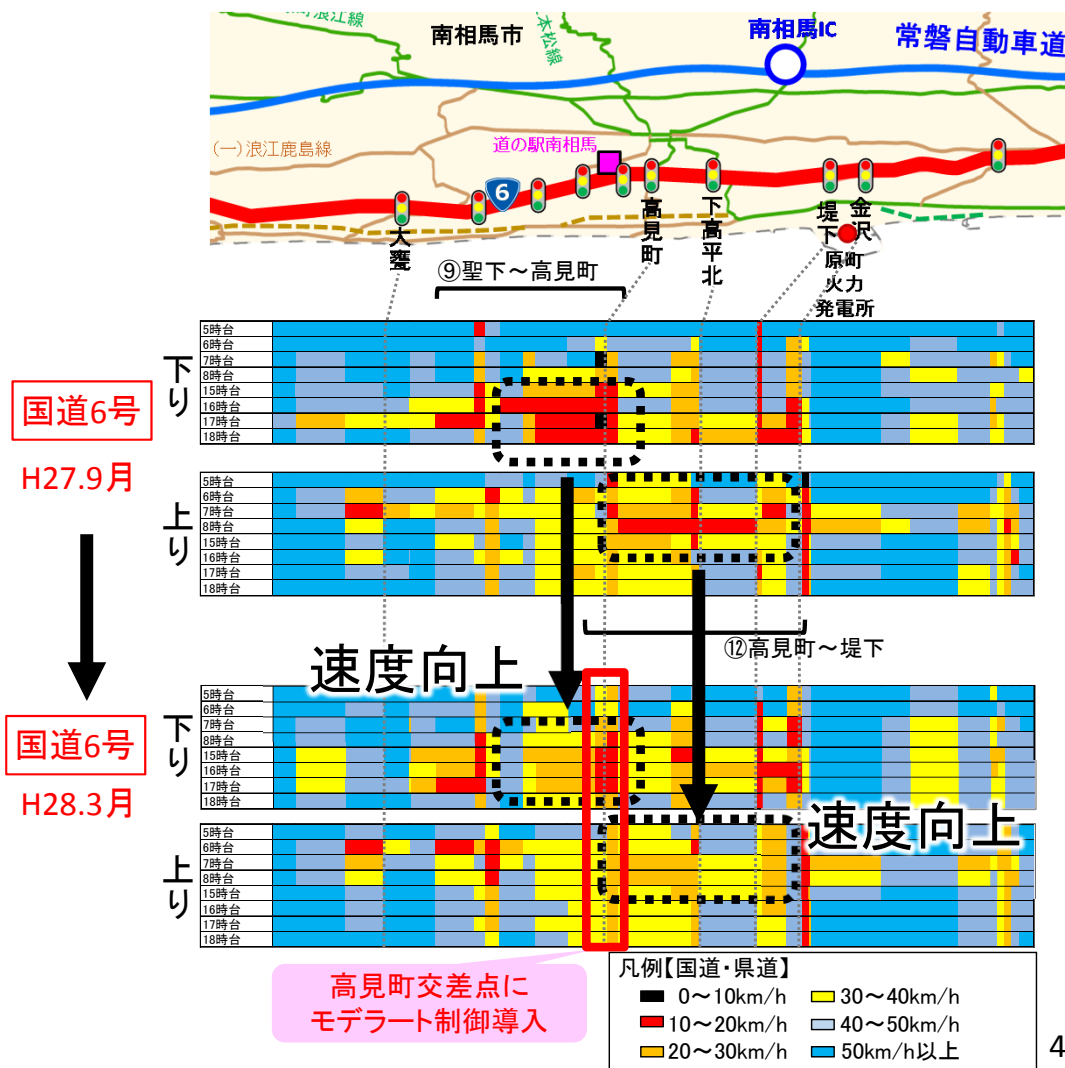 浪江線
本松線
南相馬市
南相馬IC
常磐自動車道
(一)浪江鹿島線
道の駅南相馬
6
大甕
高見町
下高平北
堤下
金沢
原町
火力
発電所
⑨聖下～高見町
国道6号
H27.9月
下り
5時台
6時台
7時台
8時台
15時台
16時台
17時台
18時台
上り
5時台
6時台
7時台
8時台
15時台
16時台
17時台
18時台
⑫高見町～堤下
速度向上
国道6号
H28.3月
下り
5時台
6時台
7時台
8時台
15時台
16時台
17時台
18時台
速度向上
上り
5時台
6時台
7時台
8時台
15時台
16時台
17時台
18時台
高見町交差点に
モデラート制御導入
凡例【国道・県道】
0～10km/h
30～40km/h
10～20km/h
40～50km/h
20～30km/h
50km/h以上
4